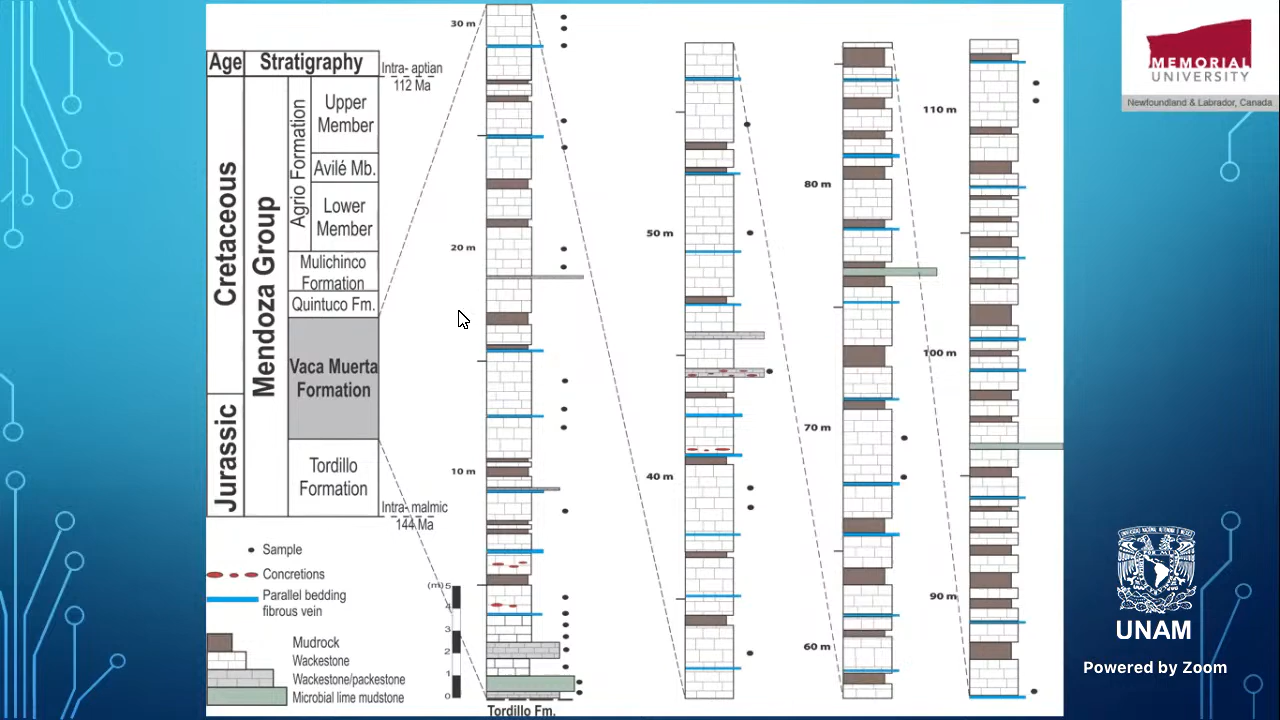 Age
Stratigraphy
Intra- aptian
112 Ma
Cretaceous
Jurassic
Mendoza Group
Agrio Formation
Upper
Member
Avilé Mb.
Lower
Member
Mulichinco
Formation
Quintuco Fm.
Vaca Muerta
Formation
Tordillo
Formation
Intra- malmic
144 Ma
Sample
Concretions
Parallel bedding
fibrous vein
Mudrock
Wackestone
Wackestone/packestone
Microbial lime mudstone
30 m
20 m
10 m
(m) 5
3
2
1
0
Tordillo Fm.
50 m
40 m
80 m
70 m
60 m
110 m
100 m
90 m
MEMORIAL
UNIVERSITY
Newfoundland & Labrador, Canada
UNAM
Powered by Zoom